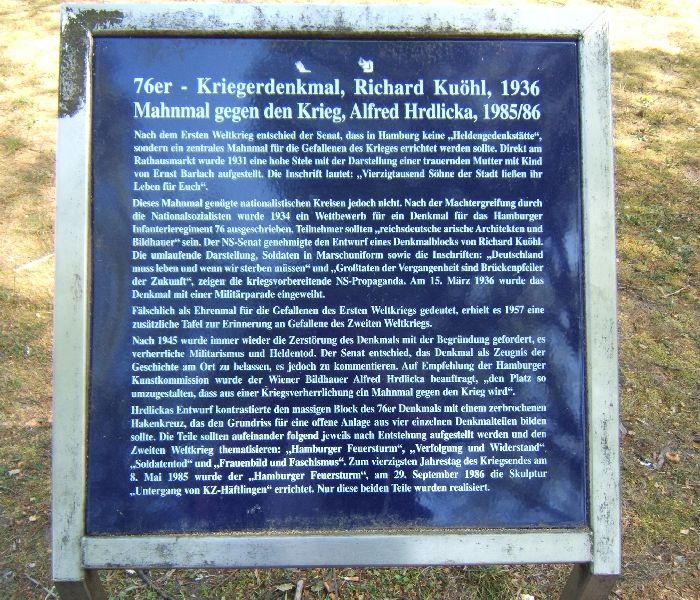 76er - Kriegerdenkmal, Richard Kuöhl, 1936
Mahnmal gegen den Krieg, Alfred Hrdlicka, 1985/86
Nach dem Ersten Weltkrieg entschied der Senat, dass in Hamburg keine „Heldengedenkstätte“,
sondern ein zentrales Mahnmal für die Gefallenen des Krieges errichtet werden sollte. Direkt am
Rathausmarkt wurde 1931 eine hohe Stele mit der Darstellung einer trauernden Mutter mit Kind
von Ernst Barlach aufgestellt. Die Inschrift lautet: „Vierzigtausend Söhne der Stadt ließen ihr
Leben für Euch“.
Dieses Mahnmal genügte nationalistischen Kreisen jedoch nicht. Nach der Machtergreifung durch
die Nationalsozialisten wurde 1934 ein Wettbewerb für ein Denkmal für das Hamburger
Infanterieregiment 76 ausgeschrieben. Teilnehmer sollten „reichsdeutsche arische Architekten und
Bildhauer“ sein. Der NS-Senat genehmigte den Entwurf eines Denkmalblocks von Richard Kuöhl.
Die umlaufende Darstellung, Soldaten in Marschuniform sowie die Inschriften: „Deutschland
muss leben und wenn wir sterben müssen“ und „Großtaten der Vergangenheit sind Brückenpfeiler
der Zukunft“, zeigen die kriegsvorbereitende NS-Propaganda. Am 15. März 1936 wurde das
Denkmal mit einer Militärparade eingeweiht.
Fälschlich als Ehrenmal für die Gefallenen des Ersten Weltkriegs gedeutet, erhielt es 1957 eine
zusätzliche Tafel zur Erinnerung an Gefallene des Zweiten Weltkriegs.
Nach 1945 wurde immer wieder die Zerstörung des Denkmals mit der Begründung gefordert, es
verherrliche Militarismus und Heldentod. Der Senat entschied, das Denkmal als Zeugnis der
Geschichte am Ort zu belassen, es jedoch zu kommentieren. Auf Empfehlung der Hamburger
Kunstkommission wurde der Wiener Bildhauer Alfred Hrdlicka beauftragt, „den Platz so
umzugestalten, dass aus einer Kriegsverherrlichung ein Mahnmal gegen den Krieg wird“.
Hrdlickas Entwurf kontrastierte den massigen Block des 76er Denkmals mit einem zerbrochenen
Hakenkreuz, das den Grundriss für eine offene Anlage aus vier einzelnen Denkmalteilen bilden
sollte. Die Teile sollten aufeinander folgend jeweils nach Entstehung aufgestellt werden und den
Zweiten Weltkrieg thematisieren: „Hamburger Feuersturm“, „Verfolgung und Widerstand“,
„Soldatentod“ und „Frauenbild und Faschismus“. Zum vierzigsten Jahrestag des Kriegsendes am
8. Mai 1985 wurde der „Hamburger Feuersturm“, am 29. September 1986 die Skulptur
„Untergang von KZ-Häftlingen“ errichtet. Nur diese beiden Teile wurden realisiert.